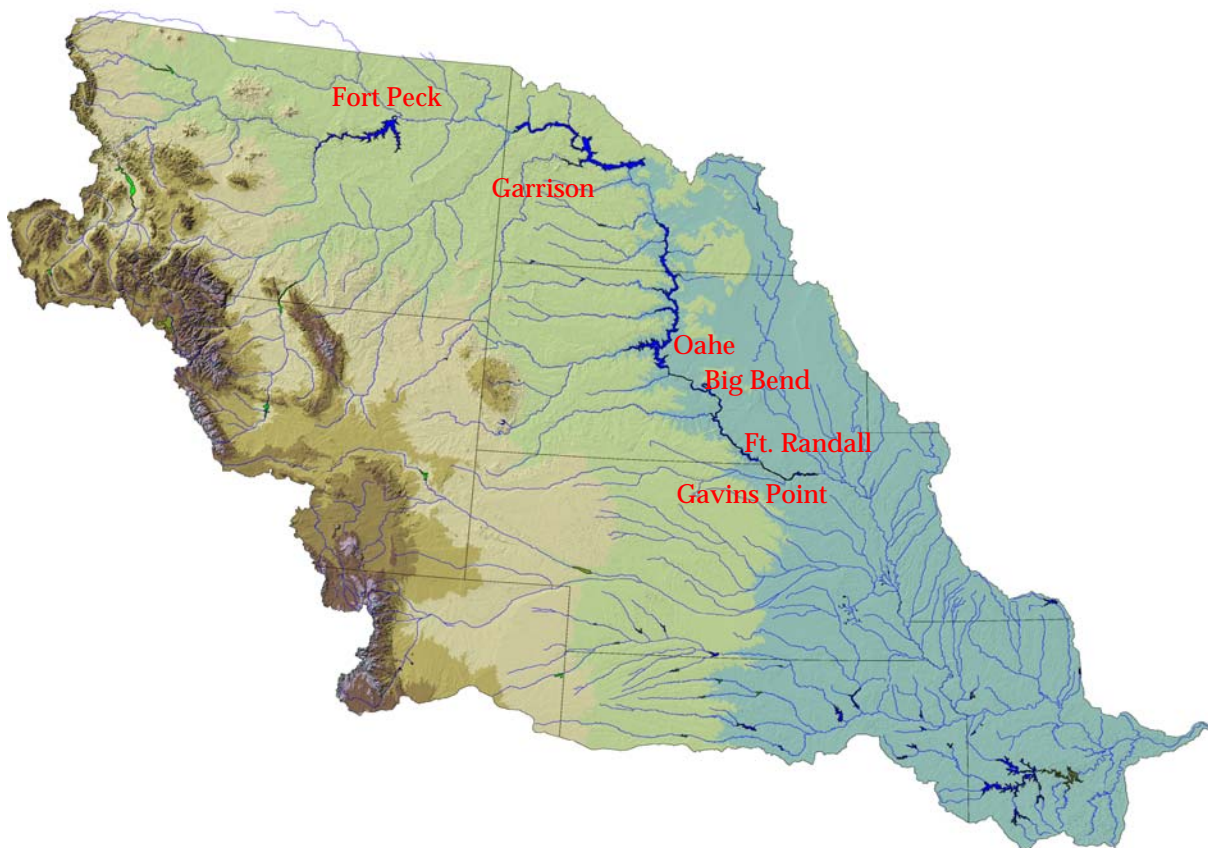 Fort Peck
Garrison
Oahe
Big Bend
Ft. Randall
Gavins Point